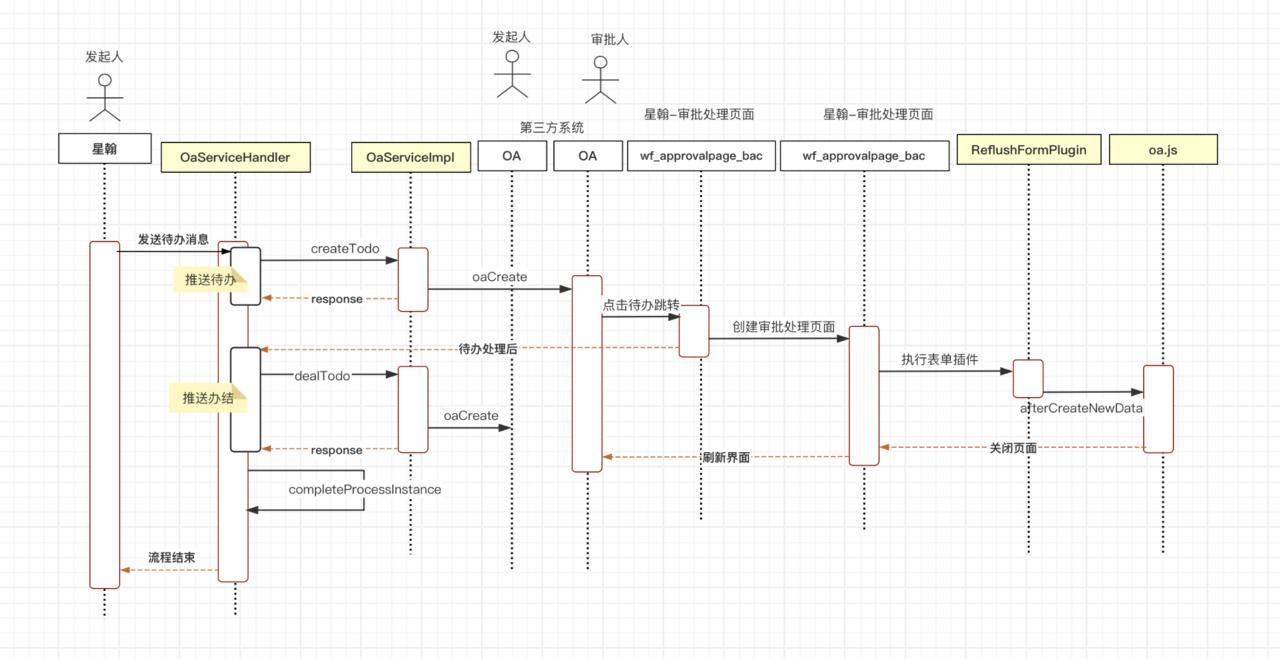 发起人
发起人
审批人
星翰-审批处理页面
星翰-审批处理页面
第三方系统
星翰
OaServiceHandler
OaServiceImpl
OA
OA
wf_approvalpage_bac
wf_approvalpage_bac
ReflushFormPlugin
oa.js
发送待办消息
createTodo
推送待办
oaCreate
response
点击待办跳转
创建审批处理页面
待办处理后
执行表单插件
dealTodo
推送办结
afterCreateNewData
oaCreate
response
关闭页面
刷新界面
completeProcessInstance
流程结束